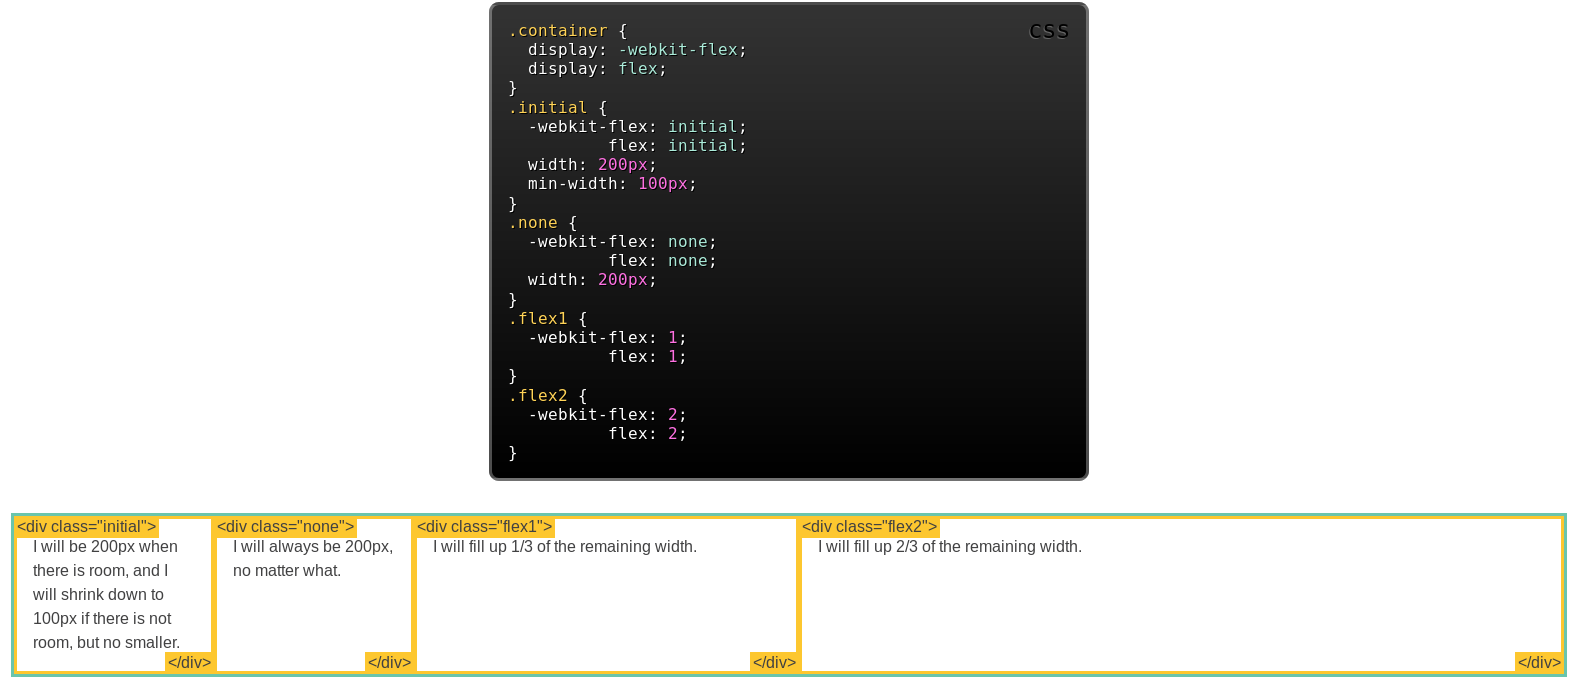 CSS
.container {
  display: -webkit-flex;
  display: flex;
}
.initial {
  -webkit-flex: initial;
          flex: initial;
  width: 200px;
  min-width: 100px;
}
.none {
  -webkit-flex: none;
          flex: none;
  width: 200px;
}
.flex1 {
  -webkit-flex: 1;
          flex: 1;
}
.flex2 {
  -webkit-flex: 2;
          flex: 2;
}
<div class="initial">
I will be 200px when
there is room, and I
will shrink down to
100px if there is not
room, but no smaller.
</div>
<div class="none">
I will always be 200px,
no matter what.
</div>
<div class="flex1">
I will fill up 1/3 of the remaining width.
</div>
<div class="flex2">
I will fill up 2/3 of the remaining width.
</div>